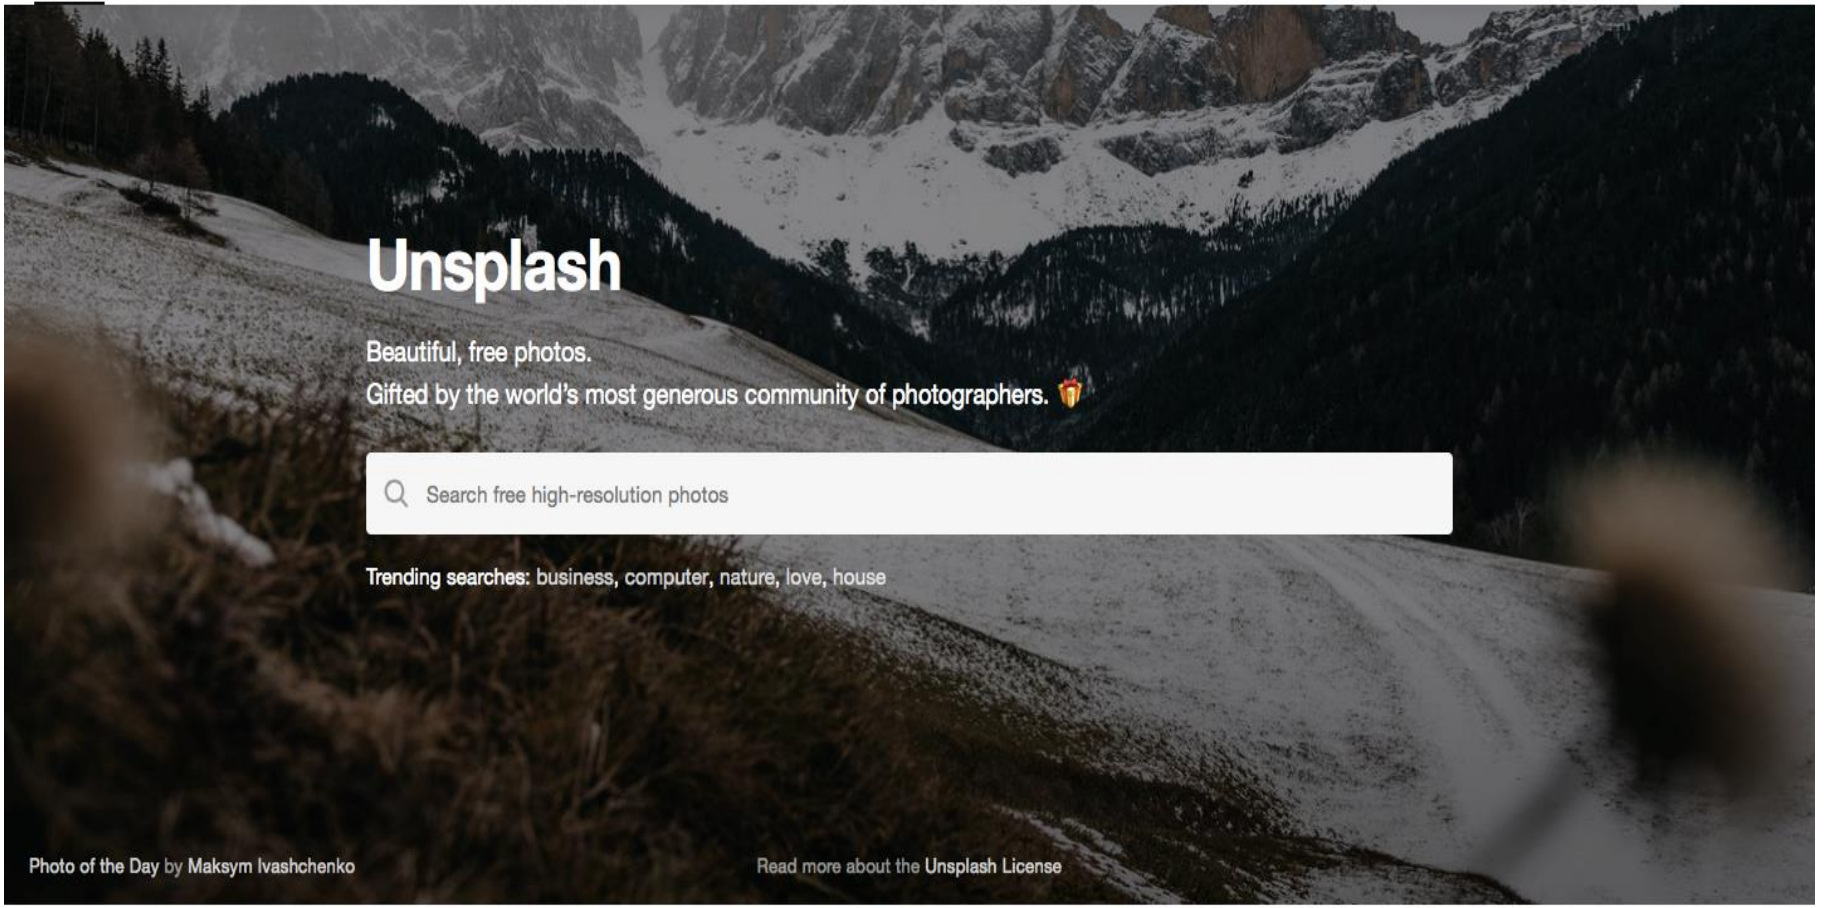 Unsplash
Beautiful, free photos.
Gifted by the world’s most generous community of photographers. 🎁
Search free high-resolution photos
Trending searches: business, computer, nature, love, house
Photo of the Day by Maksym Ivashchenko
Read more about the Unsplash License